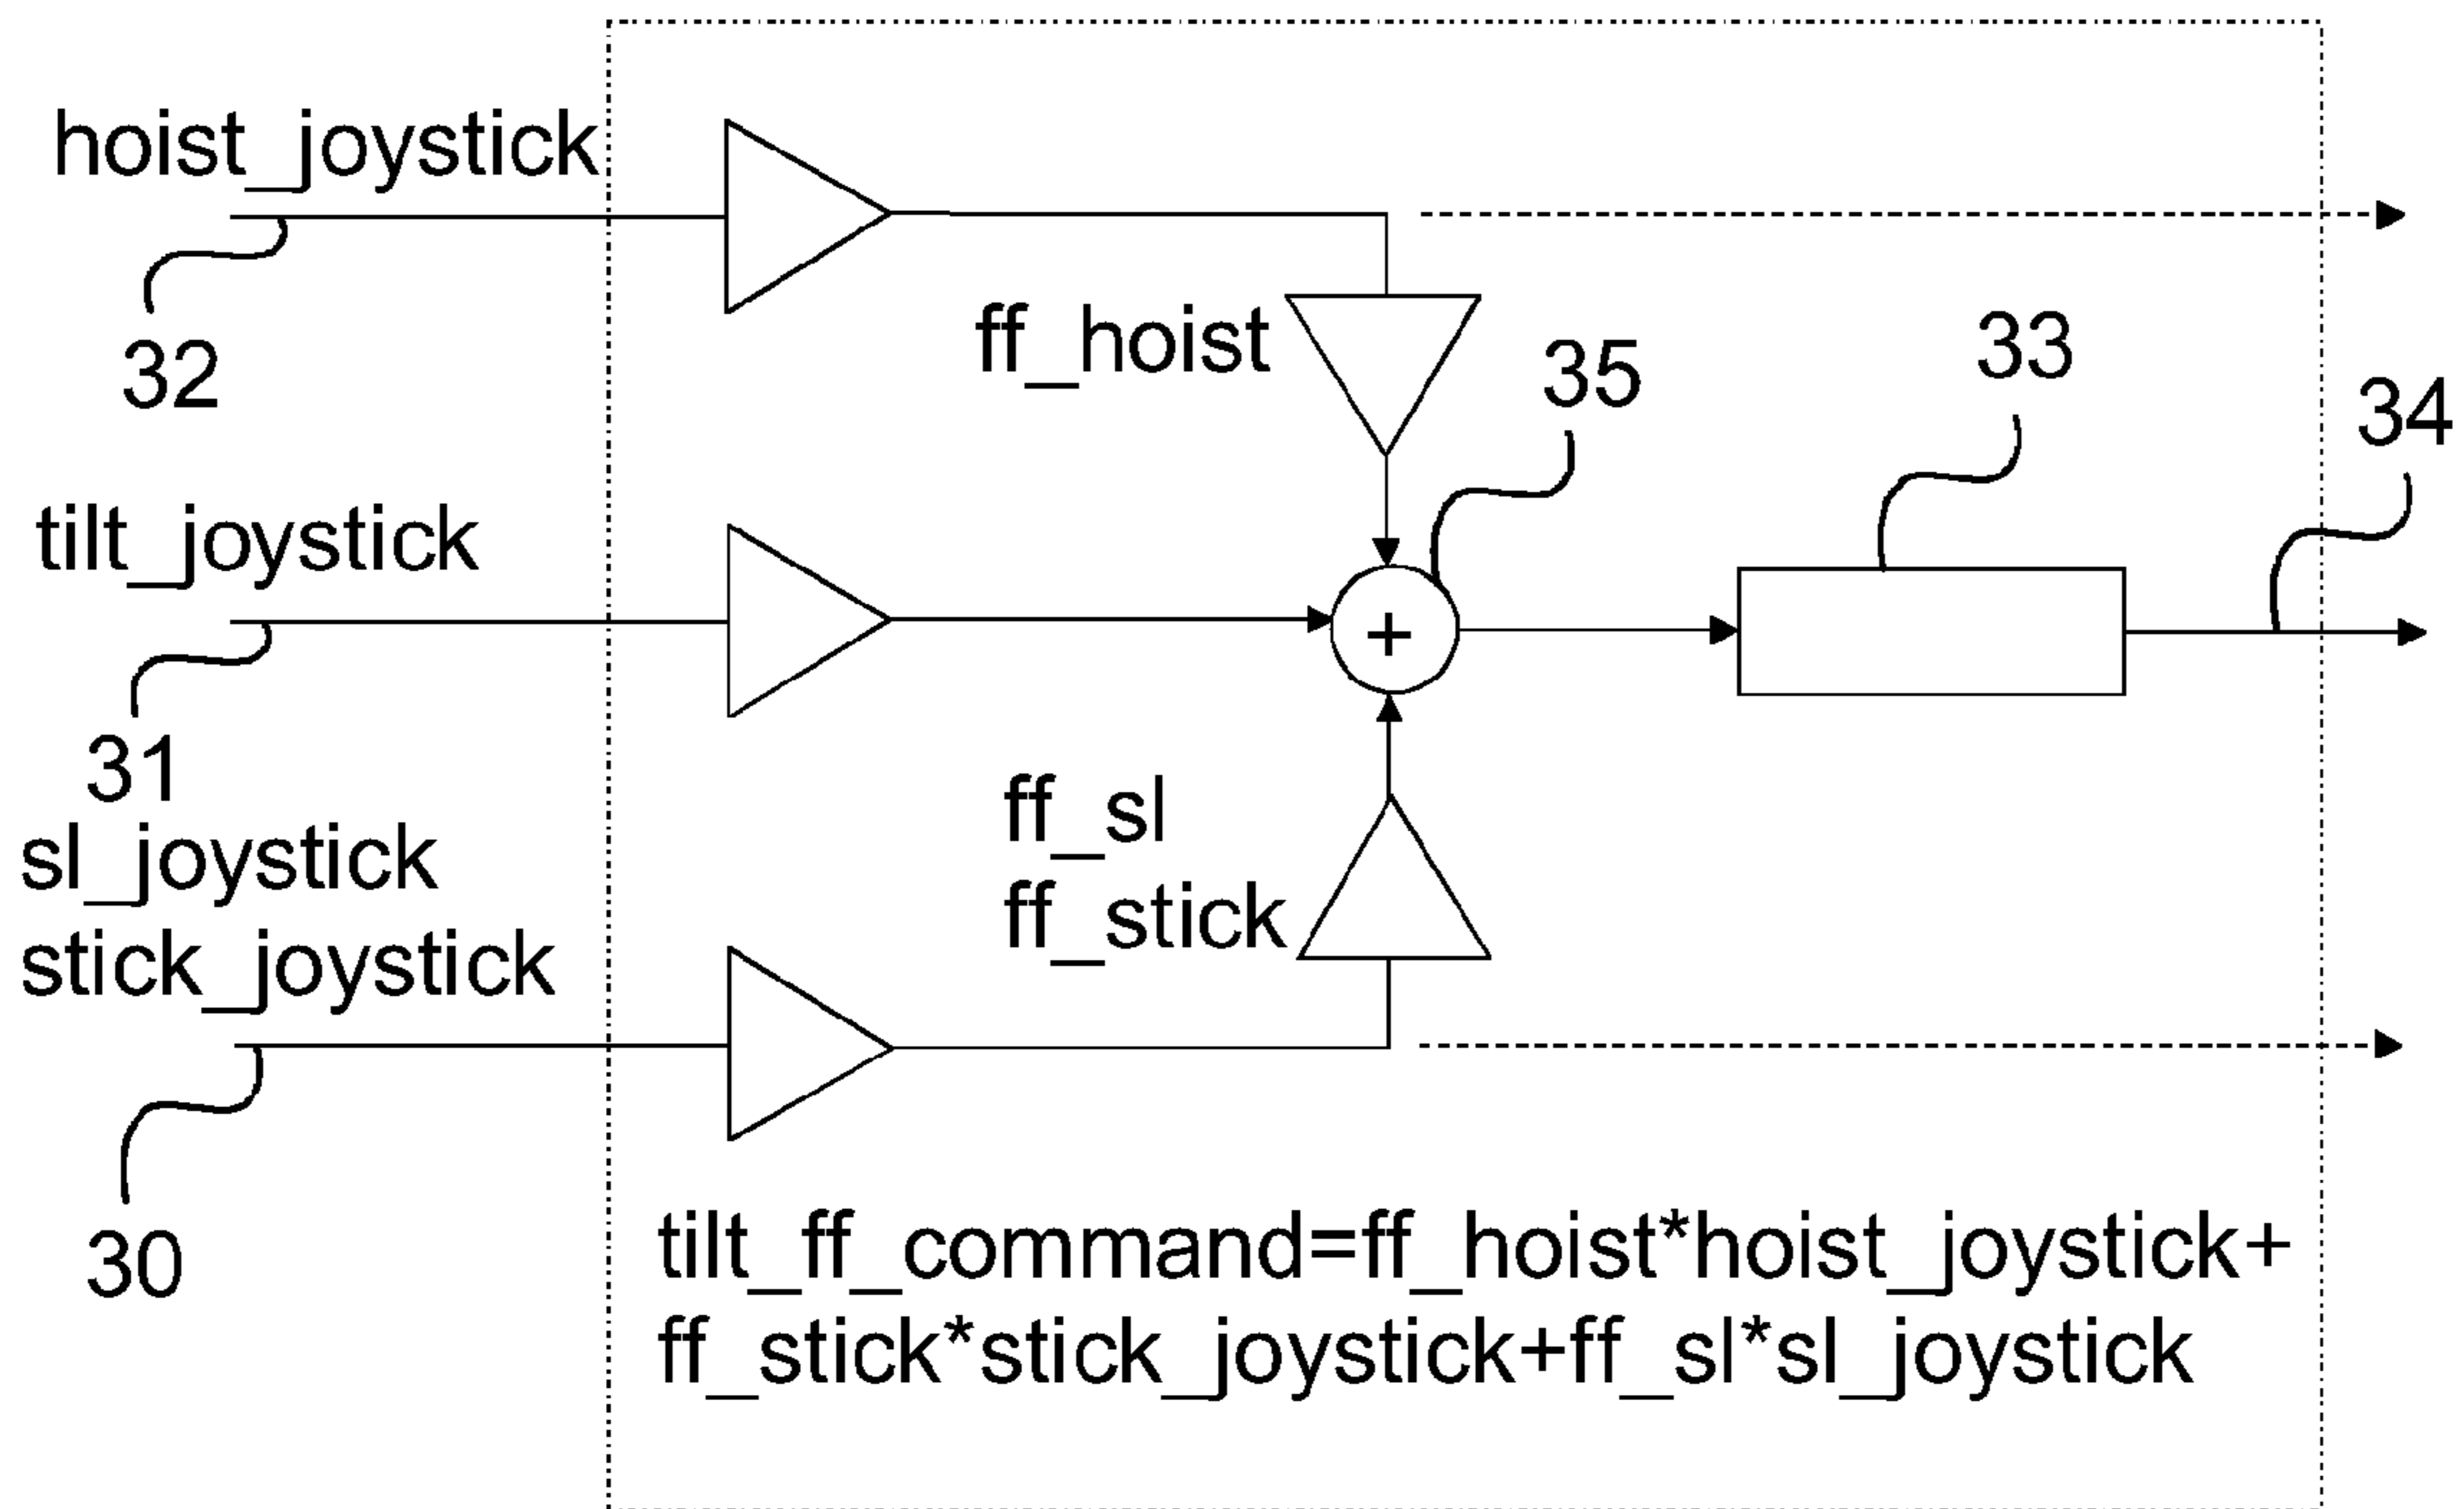 hoist_joystick
32
ff_hoist
35
33
34
tilt_joystick
31
+
sl_joystick
stick_joystick
ff_sl
ff_stick
30
tilt_ff_command=ff_hoist*hoist_joystick+
ff_stick*stick_joystick+ff_sl*sl_joystick